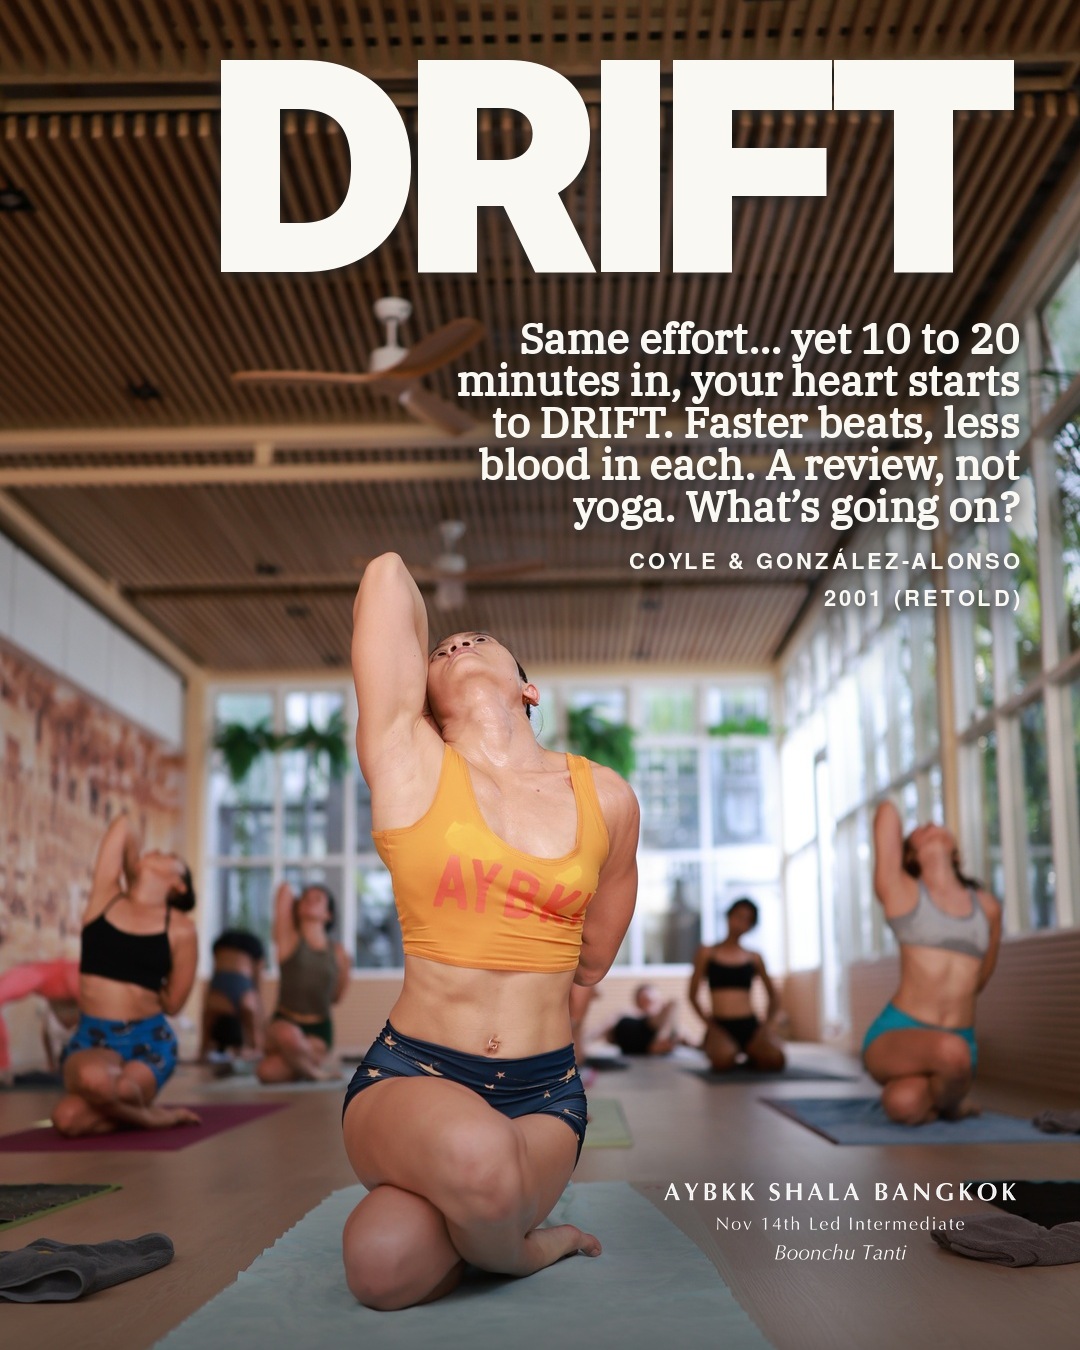 DRIFT
Same effort... yet 10 to 20
minutes in, your heart starts
to DRIFT. Faster beats, less
blood in each. A review, not
yoga. What’s going on?
COYLE & GONZÁLEZ-ALONSO
2001 (RETOLD)
AYBKK
AYBKK SHALA BANGKOK
Nov 14th Led Intermediate
Boonchu Tanti